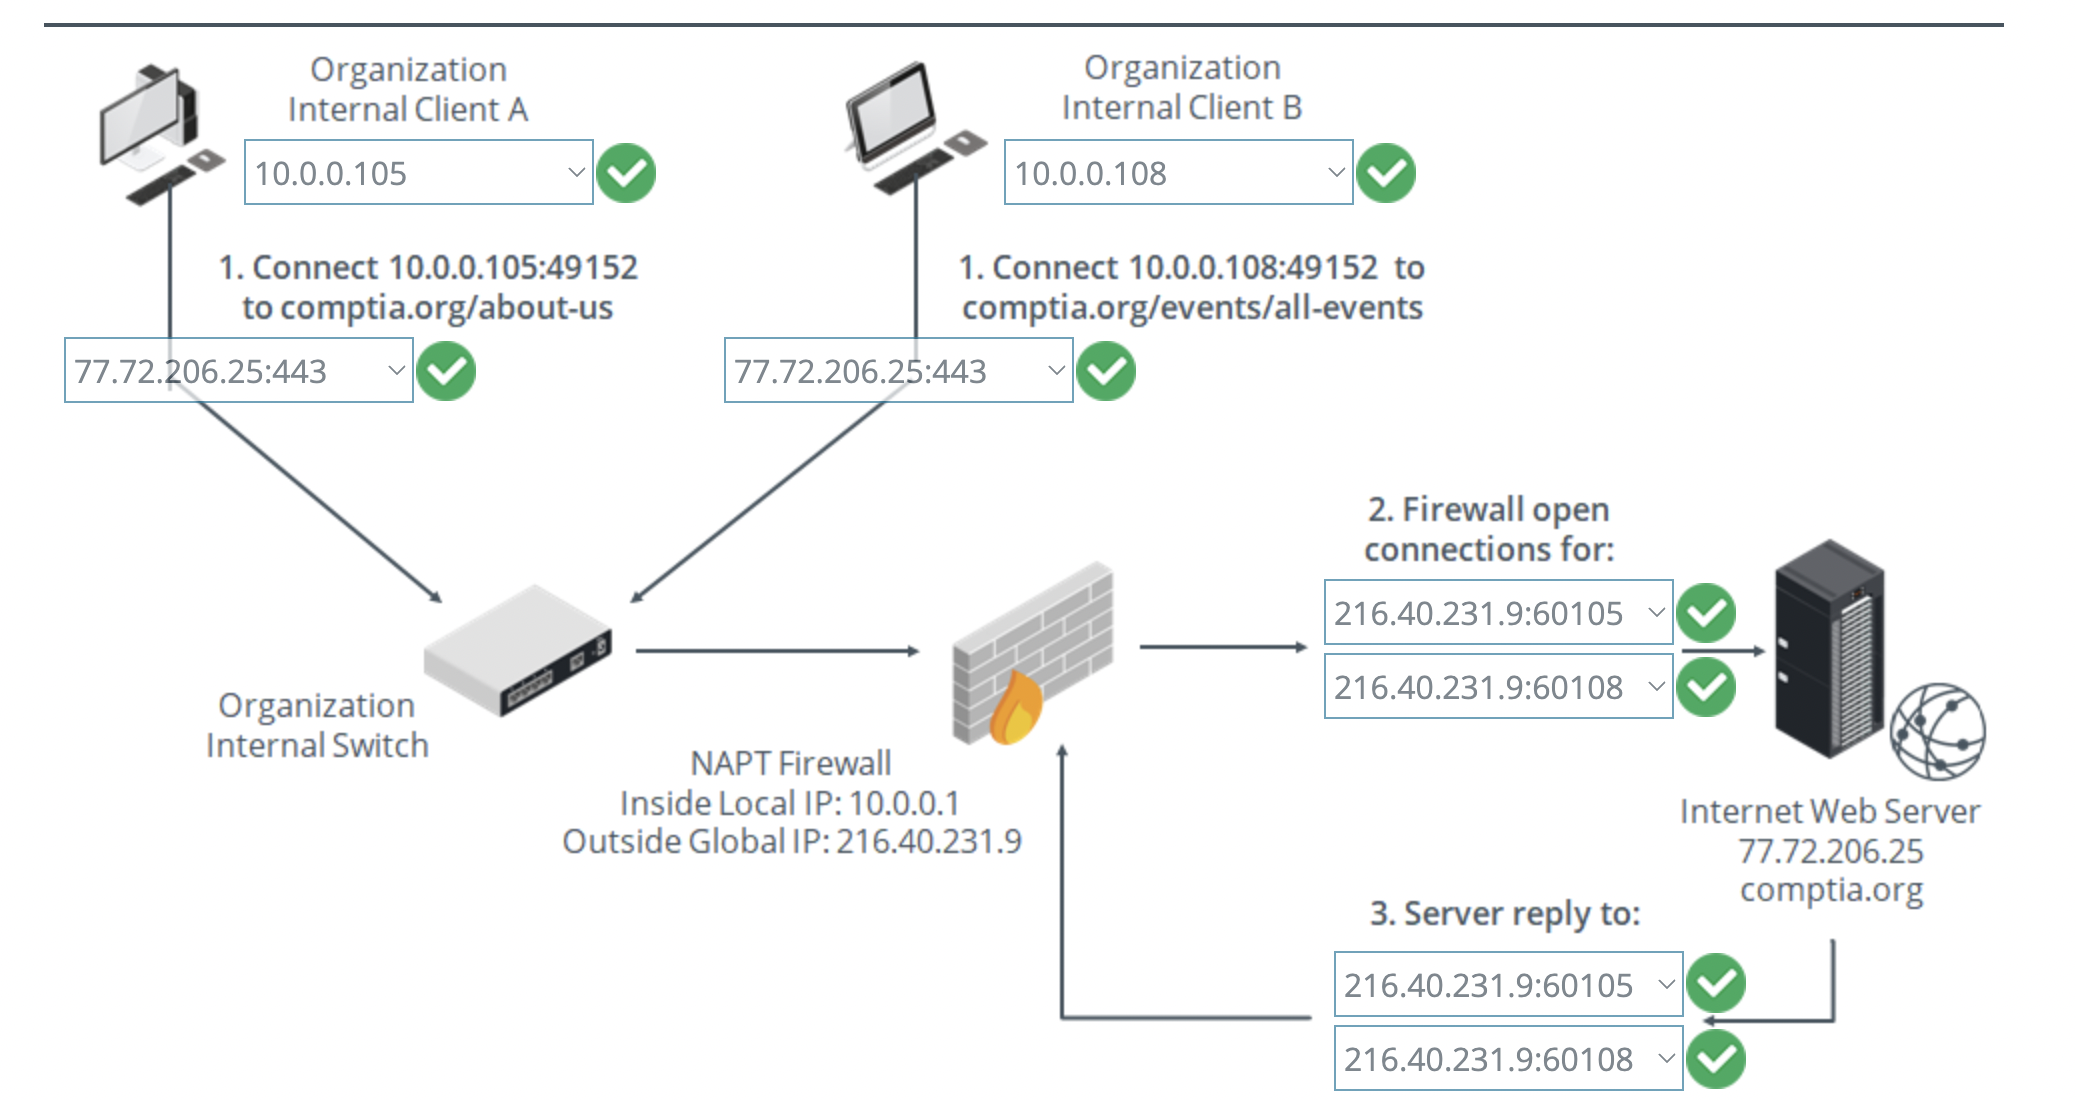 Organization
Internal Client A
10.0.0.105
Organization
Internal Client B
10.0.0.108
1. Connect 10.0.0.105:49152
to comptia.org/about-us
77.72.206.25:443
1. Connect 10.0.0.108:49152 to
comptia.org/events/all-events
77.72.206.25:443
Organization
Internal Switch
NAPT Firewall
Inside Local IP: 10.0.0.1
Outside Global IP: 216.40.231.9
2. Firewall open
connections for:
216.40.231.9:60105
216.40.231.9:60108
Internet Web Server
77.72.206.25
comptia.org
3. Server reply to:
216.40.231.9:60105
216.40.231.9:60108